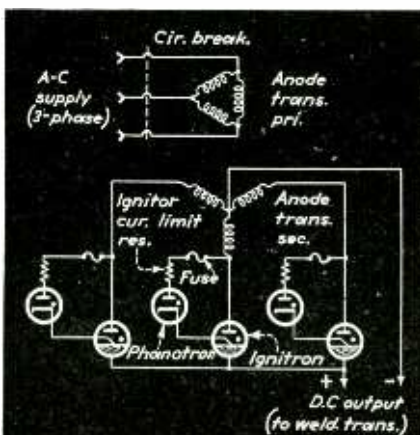 Cir. break.
A-C
supply
(3-phase)
Anode
trans.
pri.
Ignitor
cur. limit
res.
Anode
trans.
sec.
Fuse
Phanotron
Ignitron
+
-
D.C output
(to weld. trans.)